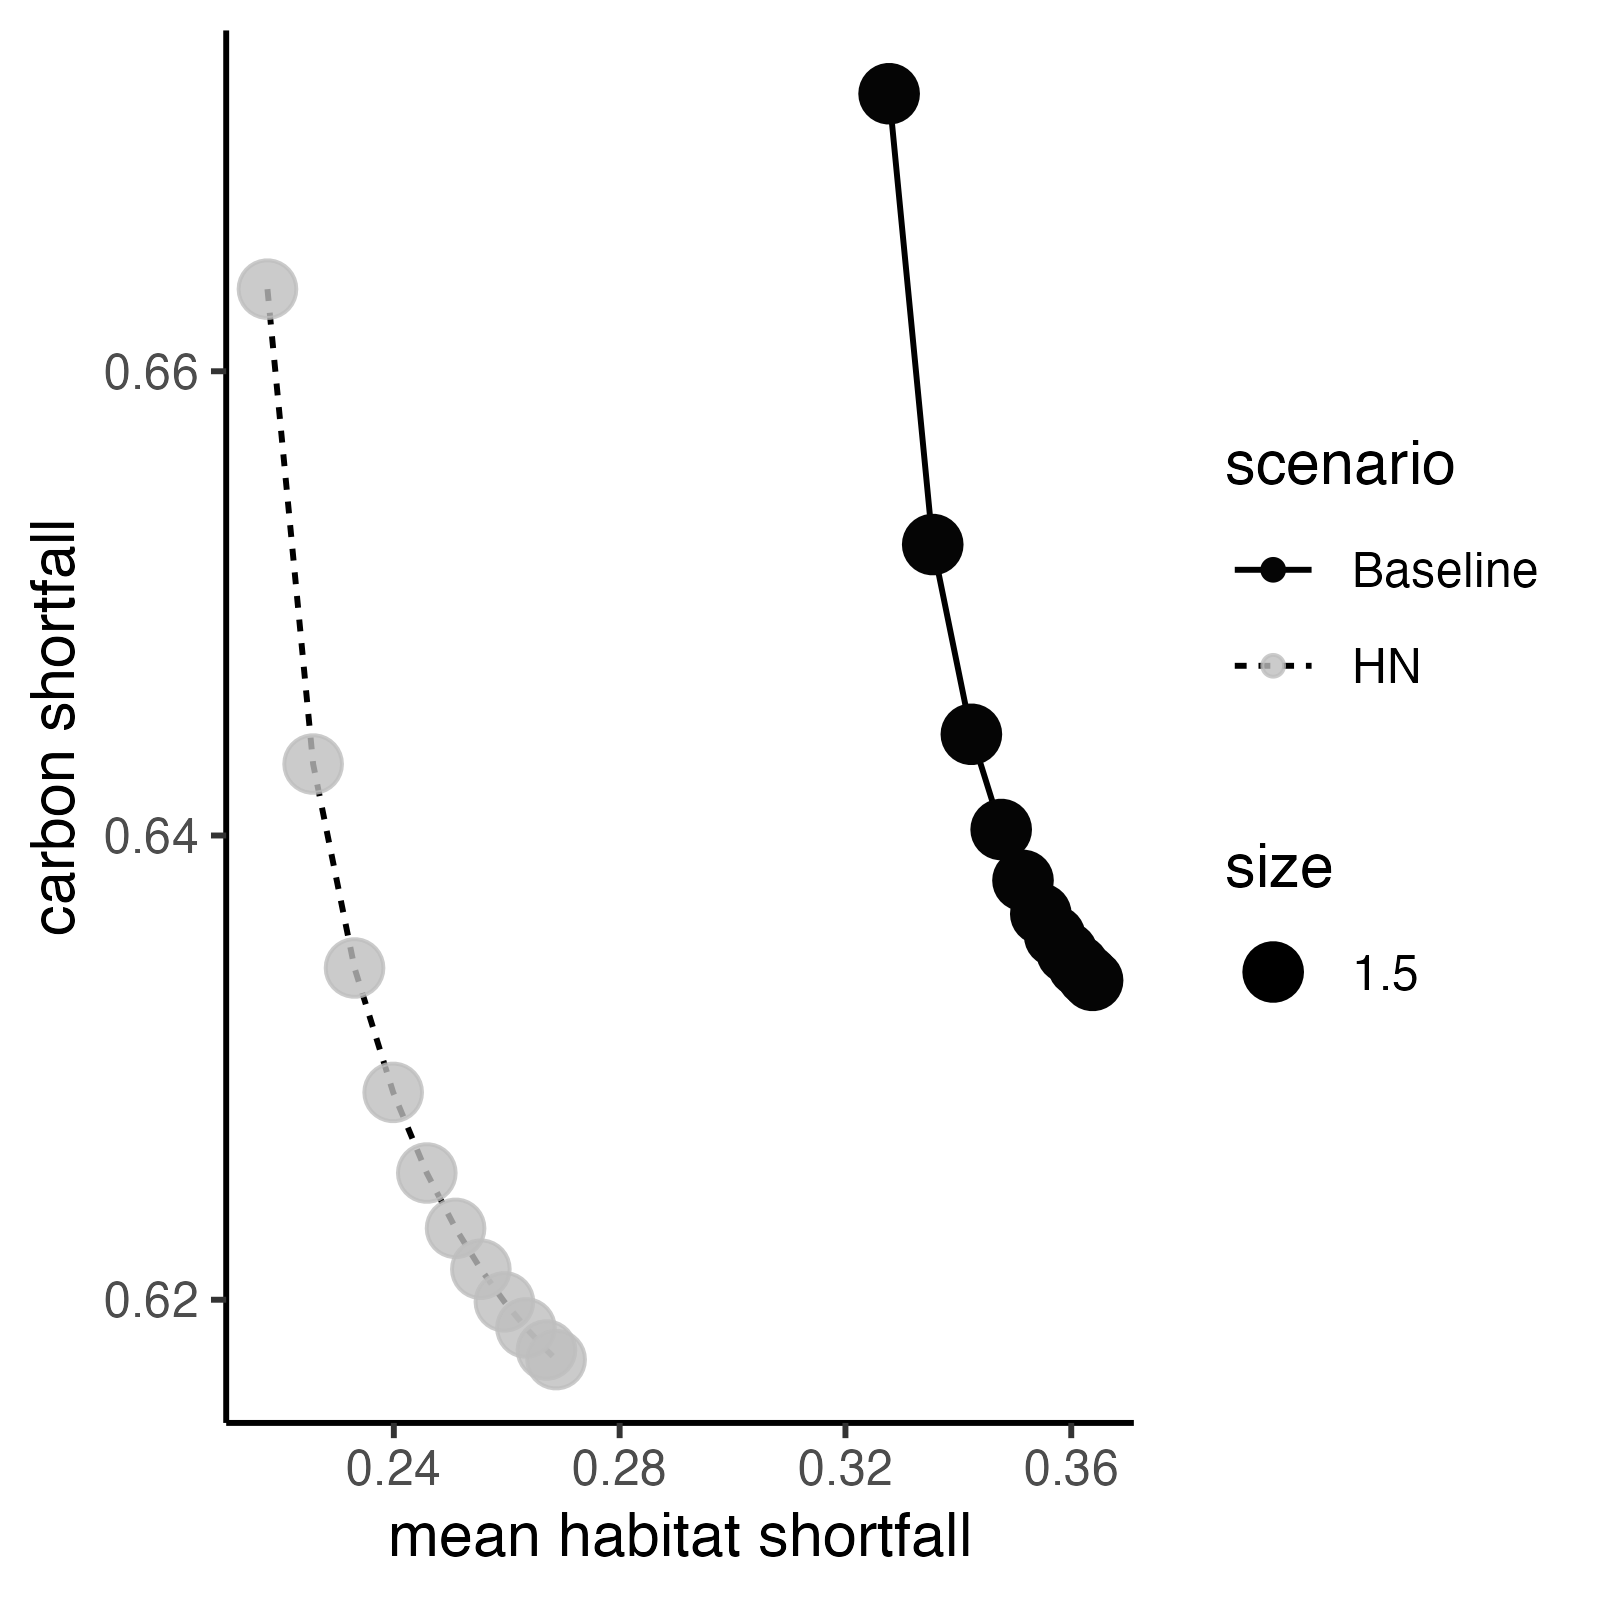 carbon shortfall
0.66
0.64
0.62
0.24 0.28 0.32 0.36
mean habitat shortfall
scenario
Baseline
HN
size
1.5